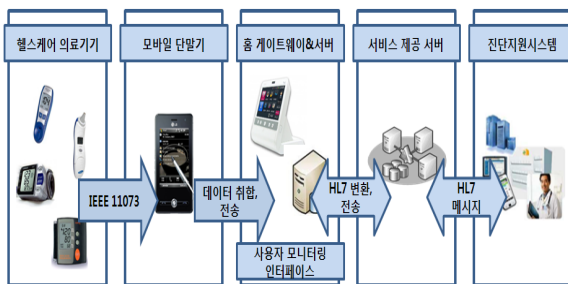 헬스케어 의료기기
모바일 단말기
홈 게이트웨이&서버
서비스 제공 서버
진단지원시스템
IEEE 11073
데이터 취합,
전송
HL7 변환,
전송
HL7
메시지
사용자 모니터링
인터페이스